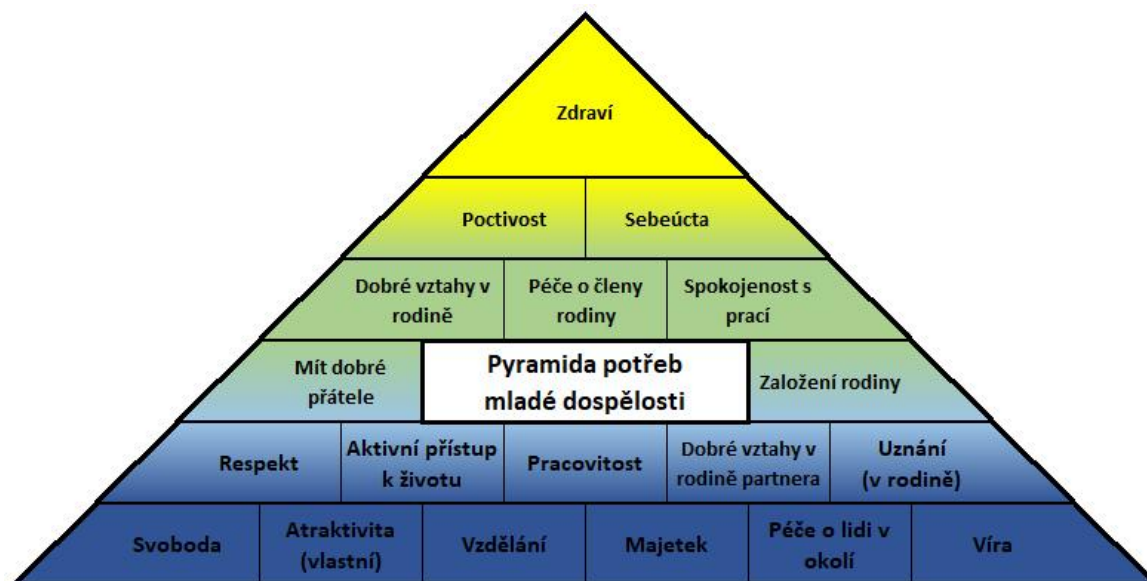 Zdraví
Poctivost
Sebeúcta
Dobré vztahy v
rodině
Péče o členy
rodiny
Spokojenost s
prací
Mít dobré
přátele
Pyramida potřeb
mladé dospělosti
Založení rodiny
Respekt
Aktivní přístup
k životu
Pracovitost
Dobré vztahy v
rodině partnera
Uznání
(v rodině)
Svoboda
Atraktivita
(vlastní)
Vzdělání
Majetek
Péče o lidi v
okolí
Víra